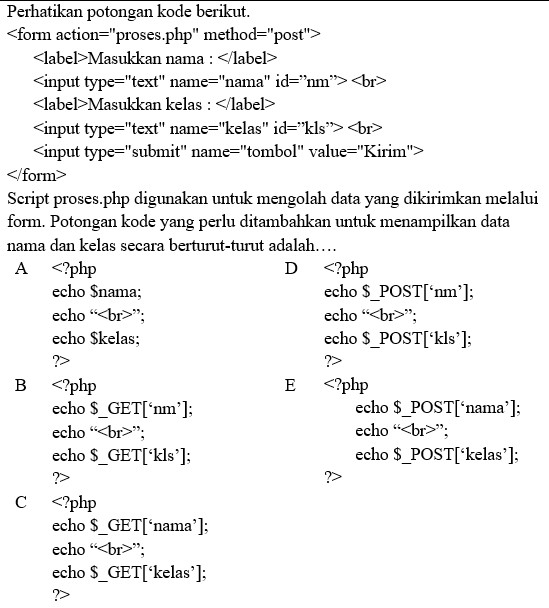 Perhatikan potongan kode berikut.
<form action="proses.php" method="post">
<label>Masukkan nama : </label>
<input type="text" name="nama" id=”nm”> <br>
<label>Masukkan kelas : </label>
<input type="text" name="kelas" id=”kls”> <br>
<input type="submit" name="tombol" value="Kirim">
</form>
Script proses.php digunakan untuk mengolah data yang dikirimkan melalui
form. Potongan kode yang perlu ditambahkan untuk menampilkan data
nama dan kelas secara berturut-turut adalah….
A <?php
echo $nama;
echo “<br>”;
echo $kelas;
?>
B <?php
echo $_GET[‘nm’];
echo “<br>”;
echo $_GET[‘kls’];
?>
C <?php
echo $_GET[‘nama’];
echo “<br>”;
echo $_GET[‘kelas’];
?>
D <?php
echo $_POST[‘nm’];
echo “<br>”;
echo $_POST[‘kls’];
?>
E <?php
echo $_POST[‘nama’];
echo “<br>”;
echo $_POST[‘kelas’];
?>